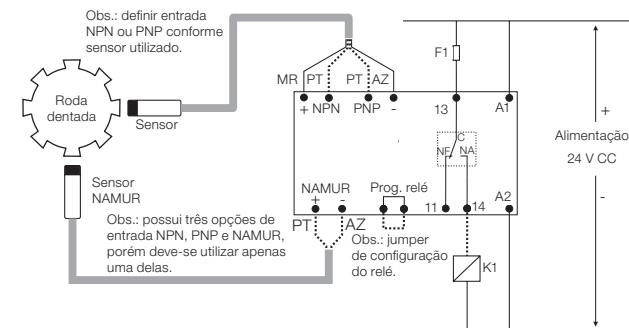 Obs.: definir entrada
NPN ou PNP conforme
sensor utilizado.
Roda
dentada
Sensor
MR PT PT AZ
+ NPN PNP -
F1
13
A1
C
NF NA
+
Alimentação
24 V CC
-
Sensor
NAMUR
NAMUR
+ -
Prog. relé
11
14
A2
PT AZ
Obs.: possui três opções de
entrada NPN, PNP e NAMUR,
porém deve-se utilizar apenas
uma delas.
Obs.: jumper
de configuração
do relé.
K1